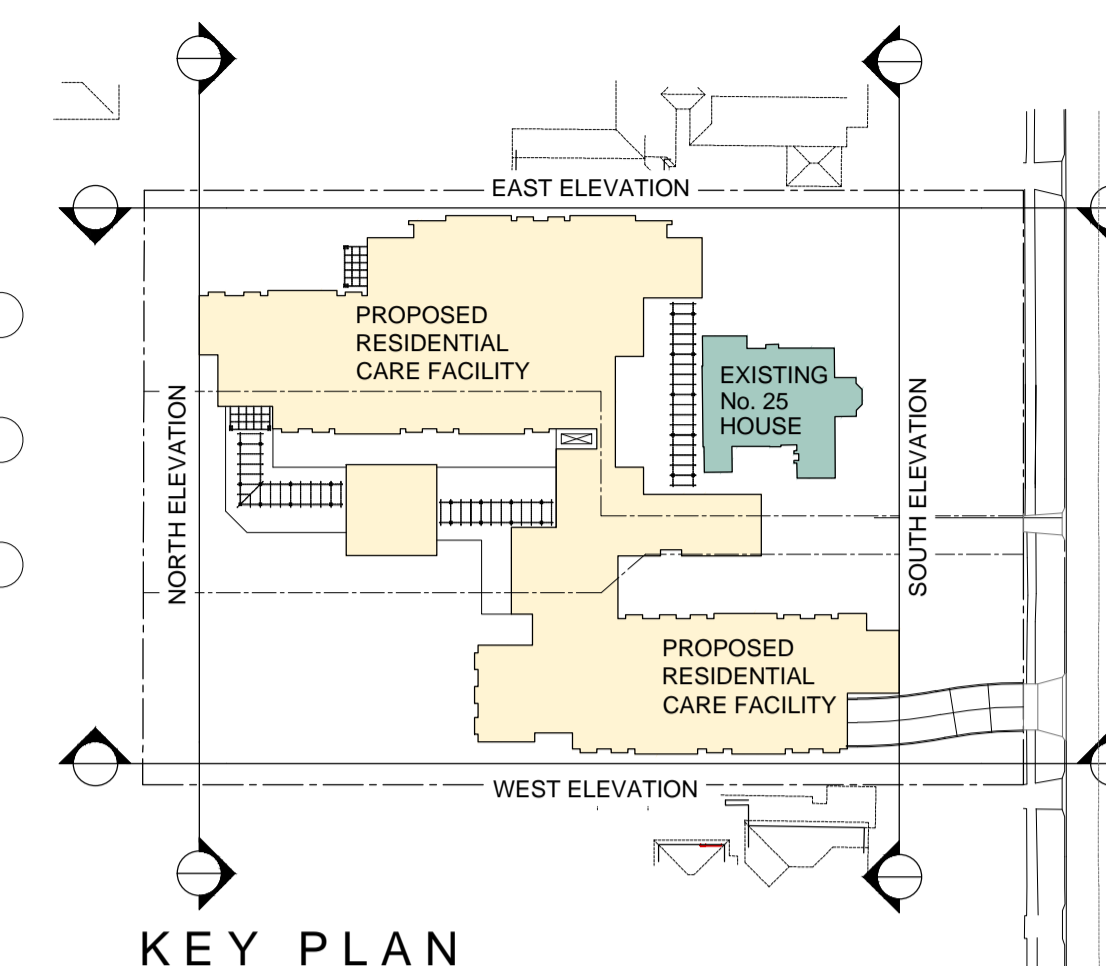 EAST ELEVATION
PROPOSED
RESIDENTIAL
CARE FACILITY
EXISTING
No. 25
HOUSE
NORTH ELEVATION
SOUTH ELEVATION
PROPOSED
RESIDENTIAL
CARE FACILITY
WEST ELEVATION
KEY PLAN